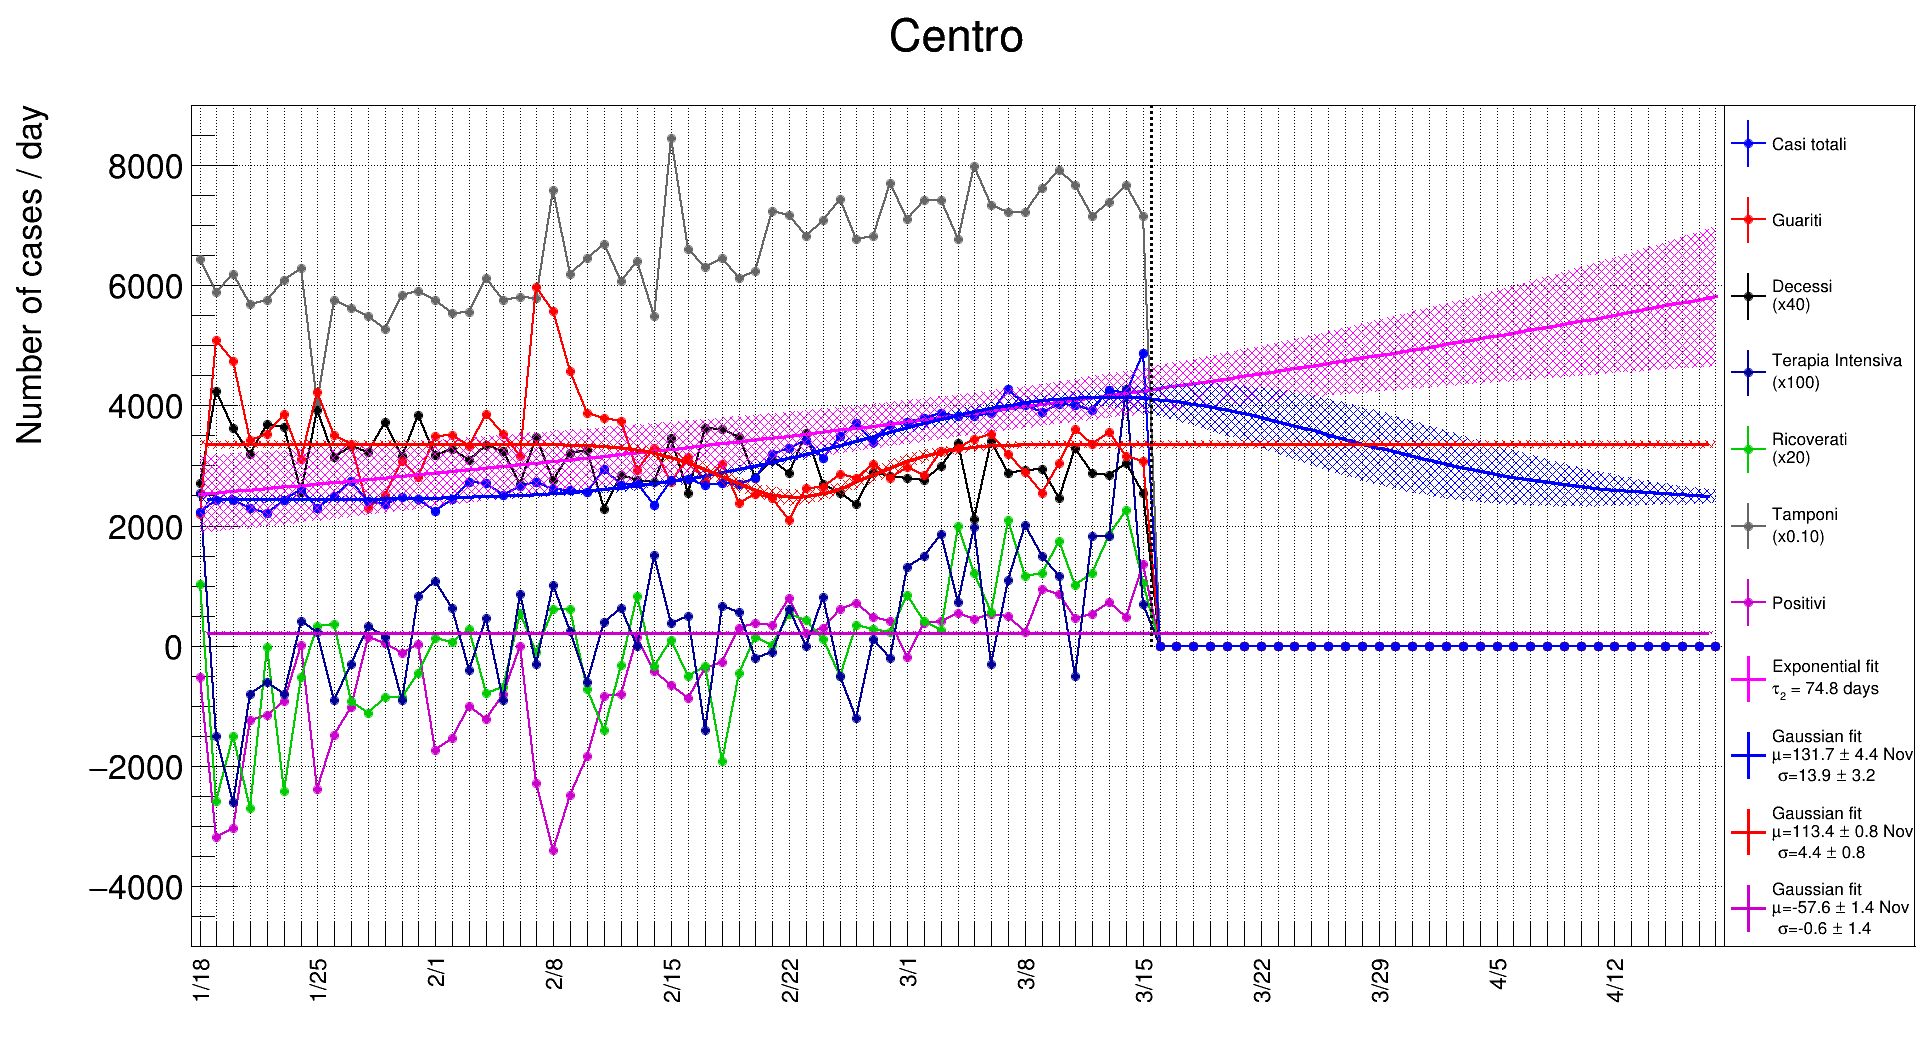 Centro
Number of cases / day
8000
6000
4000
2000
0
−2000
−4000
1/18
1/25
2/1
2/8
2/15
2/22
3/1
3/8
3/15
3/22
3/29
4/5
4/12
Casi totali
Guariti
Decessi
(x40)
Terapia Intensiva
(x100)
Ricoverati
(x20)
Tamponi
(x0.10)
Positivi
Exponential fit
τ2 = 74.8 days
Gaussian fit
μ=131.7 ± 4.4 Nov
σ=13.9 ± 3.2
Gaussian fit
μ=113.4 ± 0.8 Nov
σ=4.4 ± 0.8
Gaussian fit
μ=-57.6 ± 1.4 Nov
σ=-0.6 ± 1.4